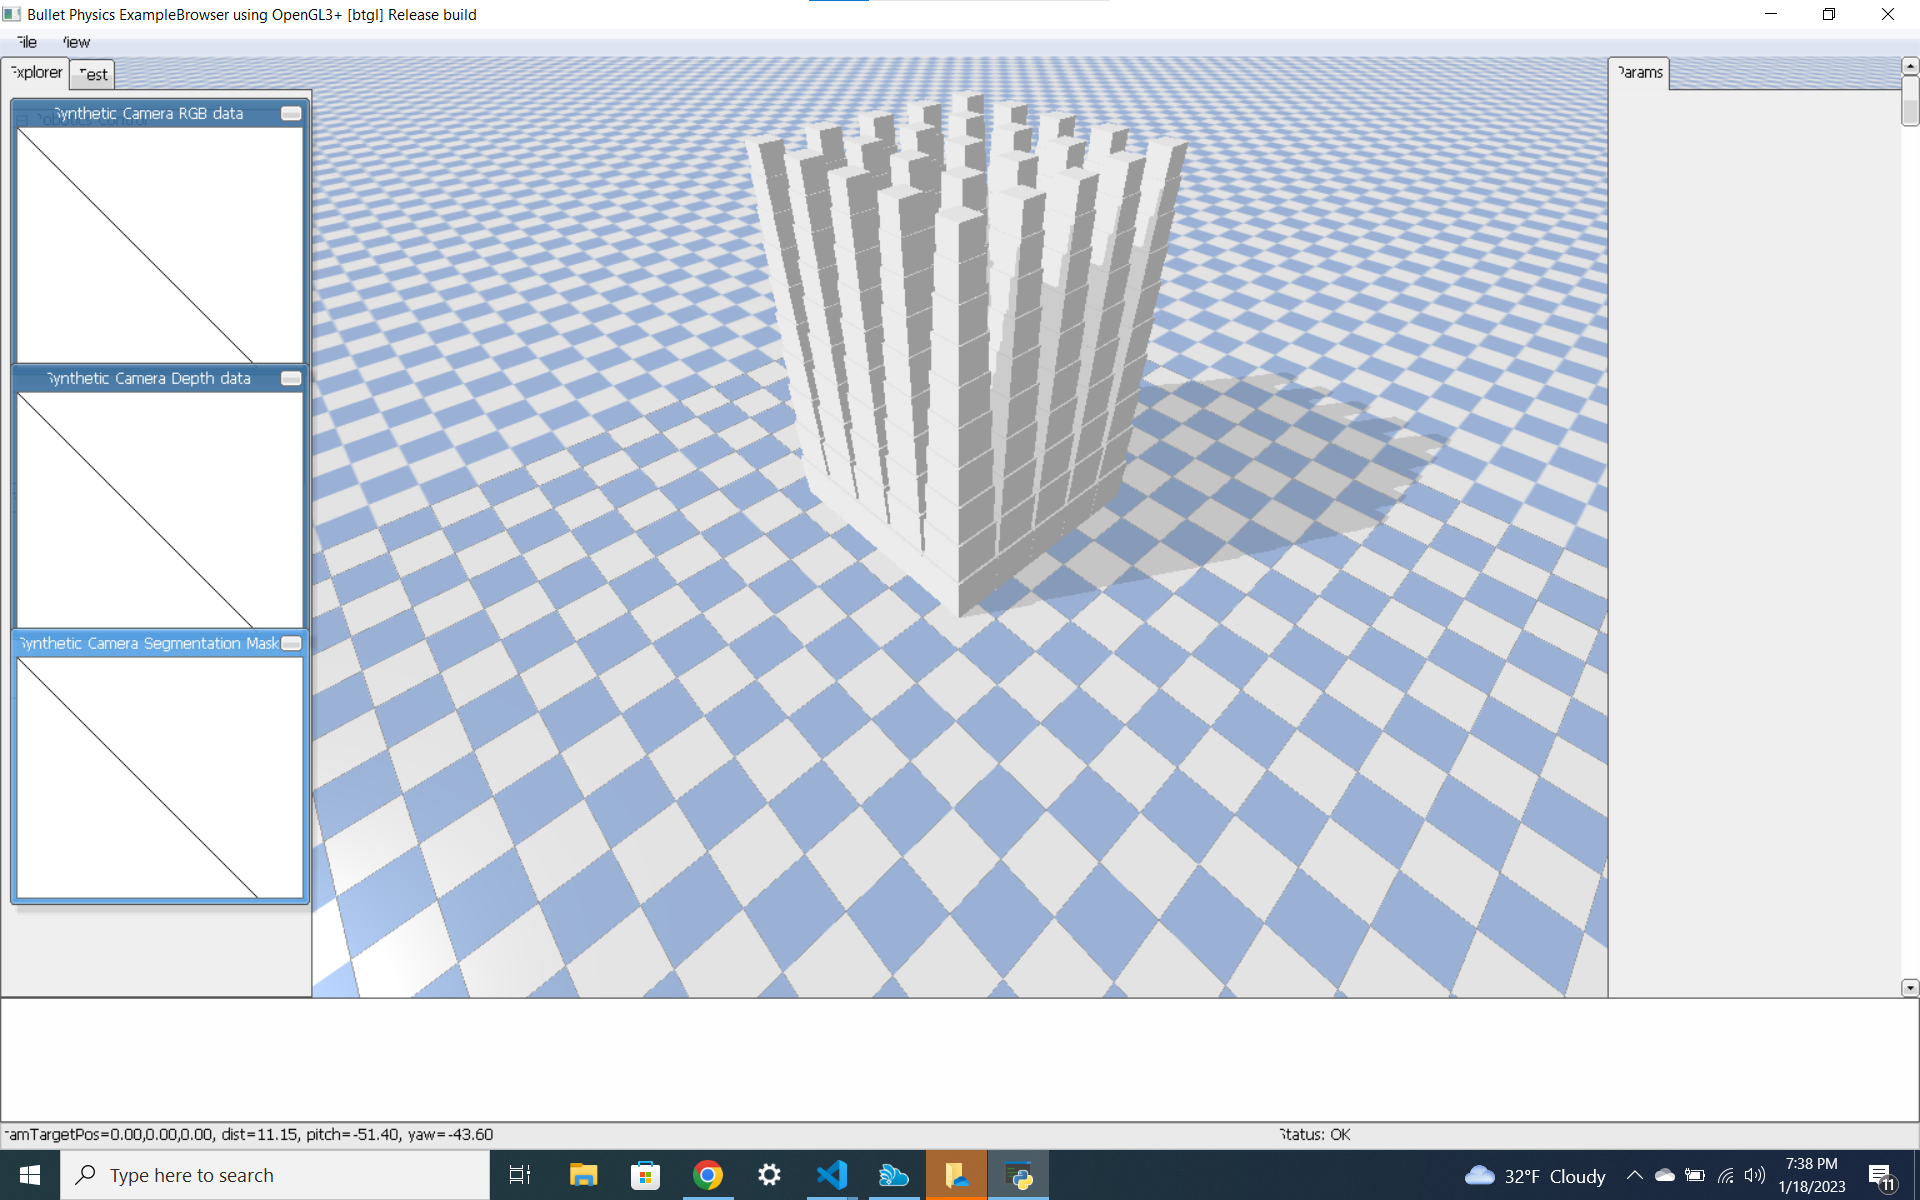 Bullet Physics ExampleBrowser using OpenGL3+ [btgl] Release build
File View
Explorer Test
Params
Synthetic Camera RGB data
Synthetic Camera Depth data
Synthetic Camera Segmentation Mask
amTargetPos=0.00,0.00,0.00, dist=11.15, pitch=-51.40, yaw=-43.60
Status: OK
Type here to search
32°F Cloudy
7:38 PM
1/18/2023
11